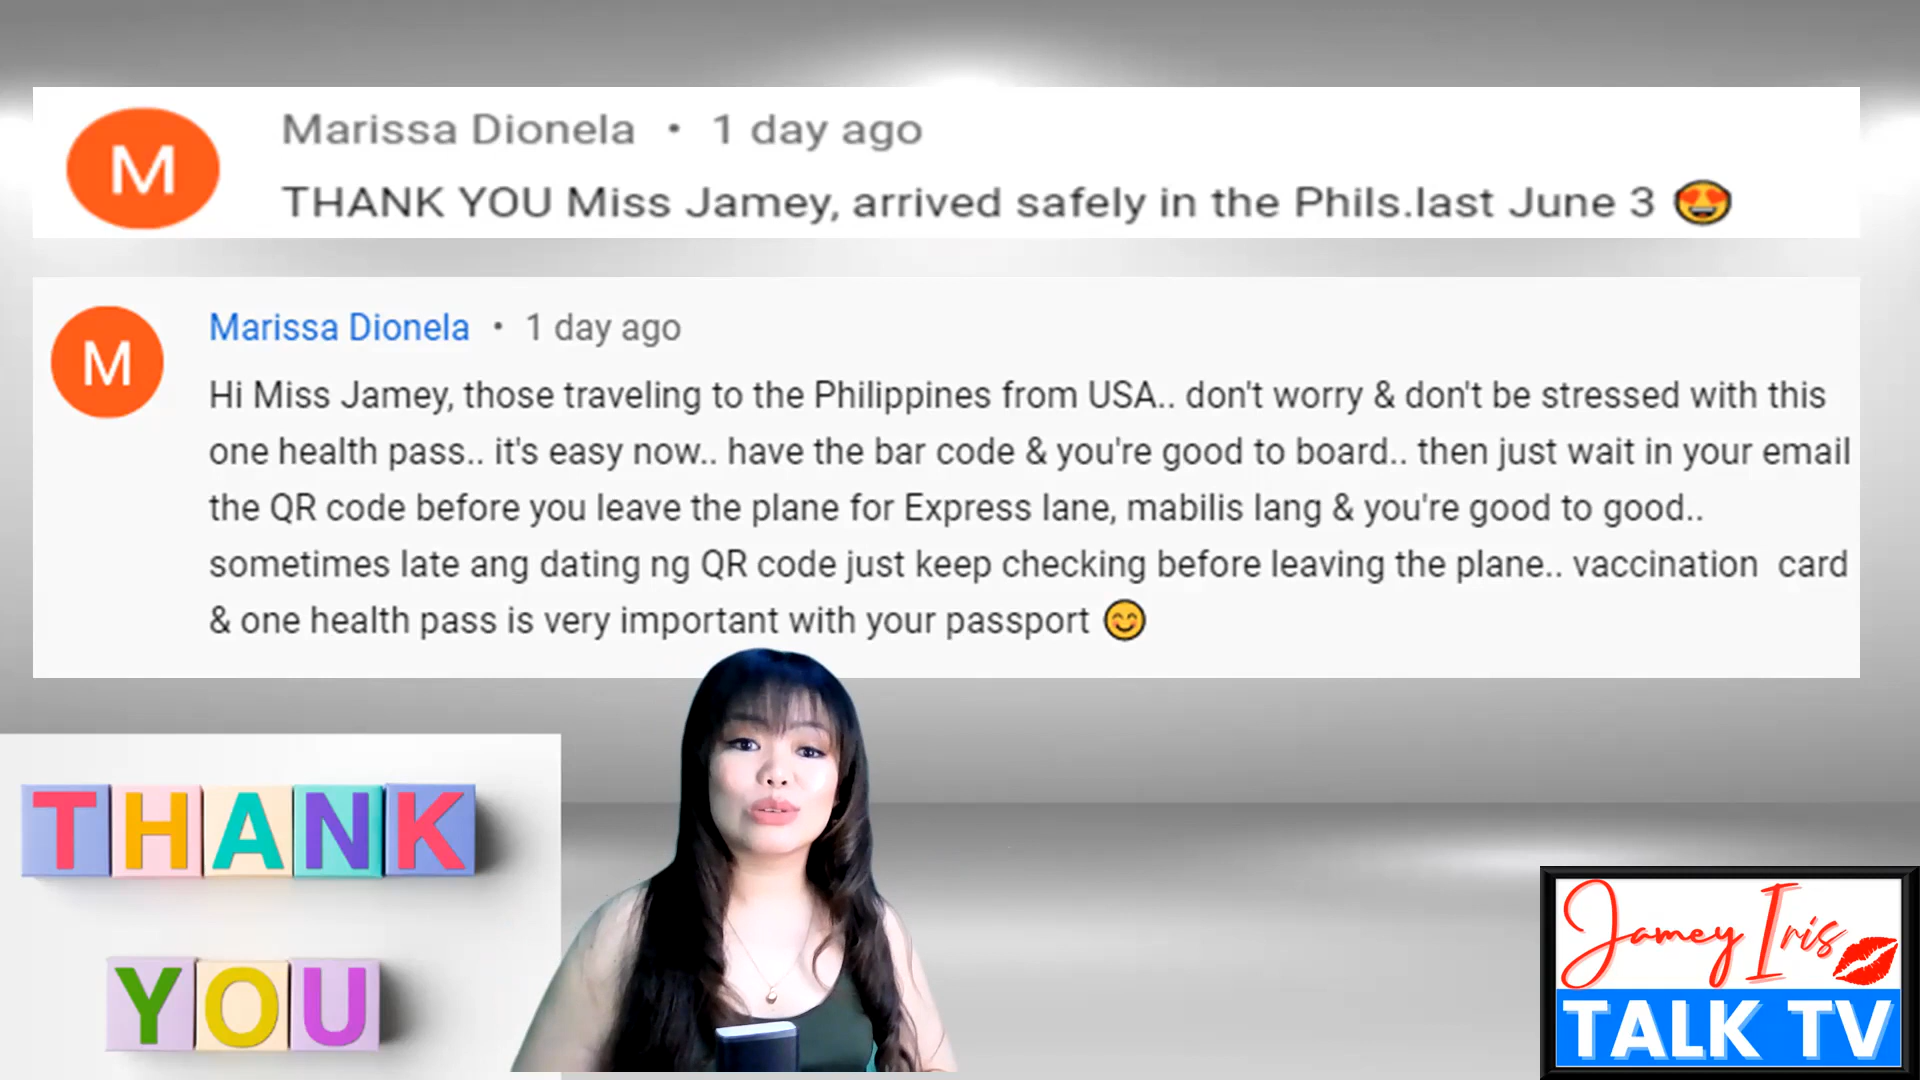 M
Marissa Dionela • 1 day ago
THANK YOU Miss Jamey, arrived safely in the Phils.last June 3 😍
M
Marissa Dionela • 1 day ago
Hi Miss Jamey, those traveling to the Philippines from USA.. don't worry & don't be stressed with this
one health pass.. it's easy now.. have the bar code & you're good to board.. then just wait in your email
the QR code before you leave the plane for Express lane, mabilis lang & you're good to good..
sometimes late ang dating ng QR code just keep checking before leaving the plane.. vaccination card
& one health pass is very important with your passport 😊
THANK
YOU
Jamey Iris
TALK TV